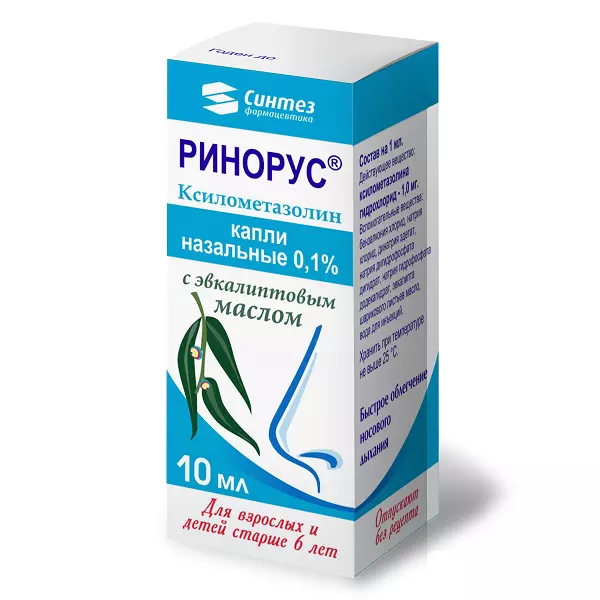 Годен до
Синтез
фармацевтика
РИНОРУС®
Ксилометазолин
капли
назальные 0,1%
с эвкалиптовым
маслом
10 мл
Для взрослых и
детей старше 6 лет
Состав на 1 мл.
Действующее вещество:
ксилометазолина
гидрохлорид - 1,0 мг.
Вспомогательные вещества:
бензалкония хлорид, натрия
хлорид, динатрия эдетат,
натрия дигидрофосфата
дигидрат, натрия гидрофосфата
додекагидрат, эвкалипта
шарикового листьев масло,
вода для инъекций.
Хранить при температуре
не выше 25 °С.
Быстрое облегчение
носового
дыхания
Отпускают
без рецепта